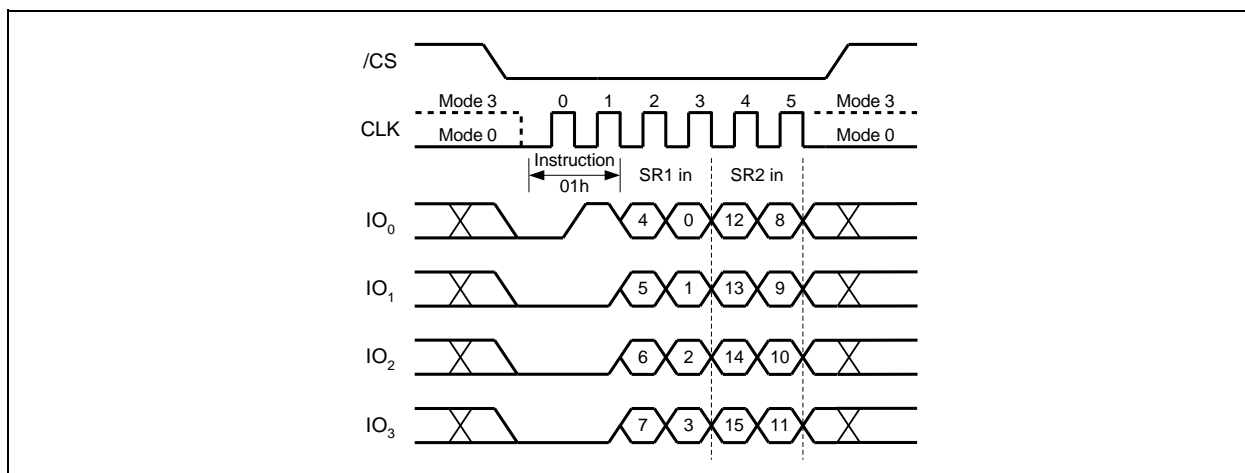 /CS
Mode 3 0 1 2 3 4 5 Mode 3
CLK Mode 0 Mode 0
Instruction SR1 in SR2 in
01h
IO0 4 0 12 8
IO1 5 1 13 9
IO2 6 2 14 10
IO3 7 3 15 11